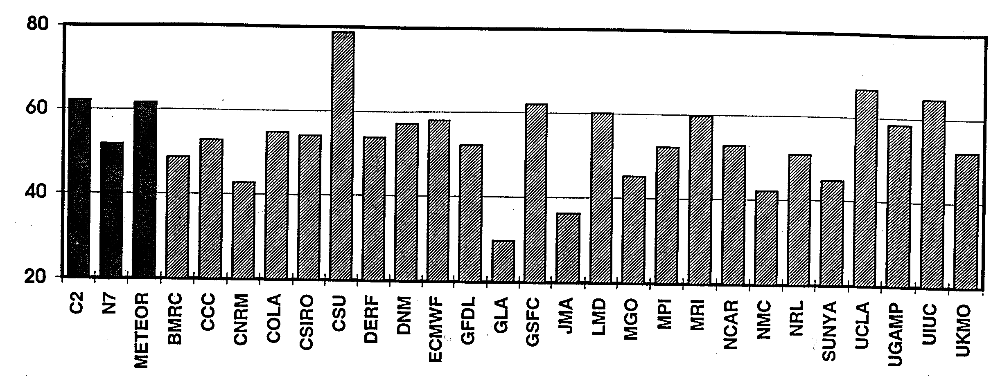 80
60
40
20
C2
N7
METEOR
BMRC
CCC
CNRM
COLA
CSIRO
CSU
DERF
DNM
ECMWF
GFDL
GLA
GSFC
JMA
LMD
MGO
MPI
MRI
NCAR
NMC
NRL
SUNYA
UCLA
UGAMP
UIUC
UKMO